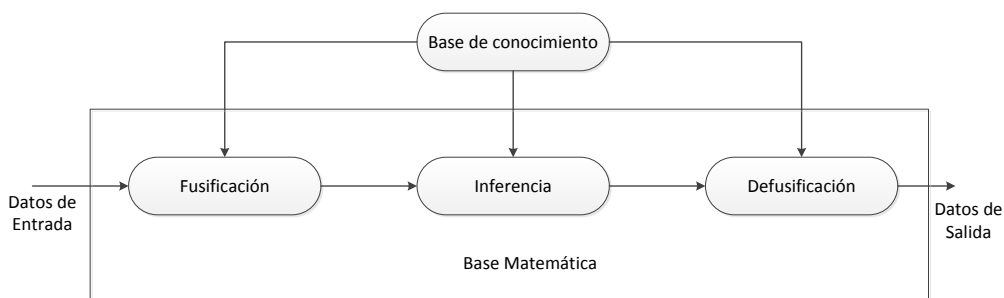 Base de conocimiento
Fusificación
Inferencia
Defusificación
Datos de
Entrada
Datos de
Salida
Base Matemática